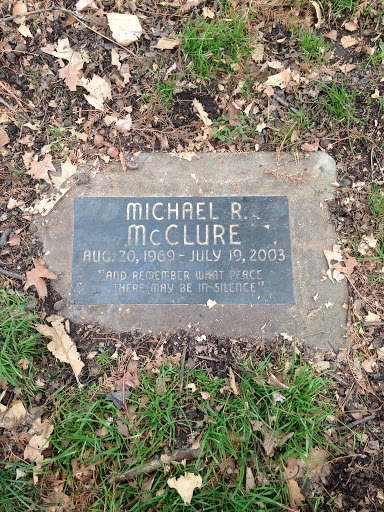 MICHAEL R.
McCLURE
AUG. 20, 1969 - JULY 19, 2003
"AND REMEMBER WHAT PEACE
THERE MAY BE IN SILENCE"